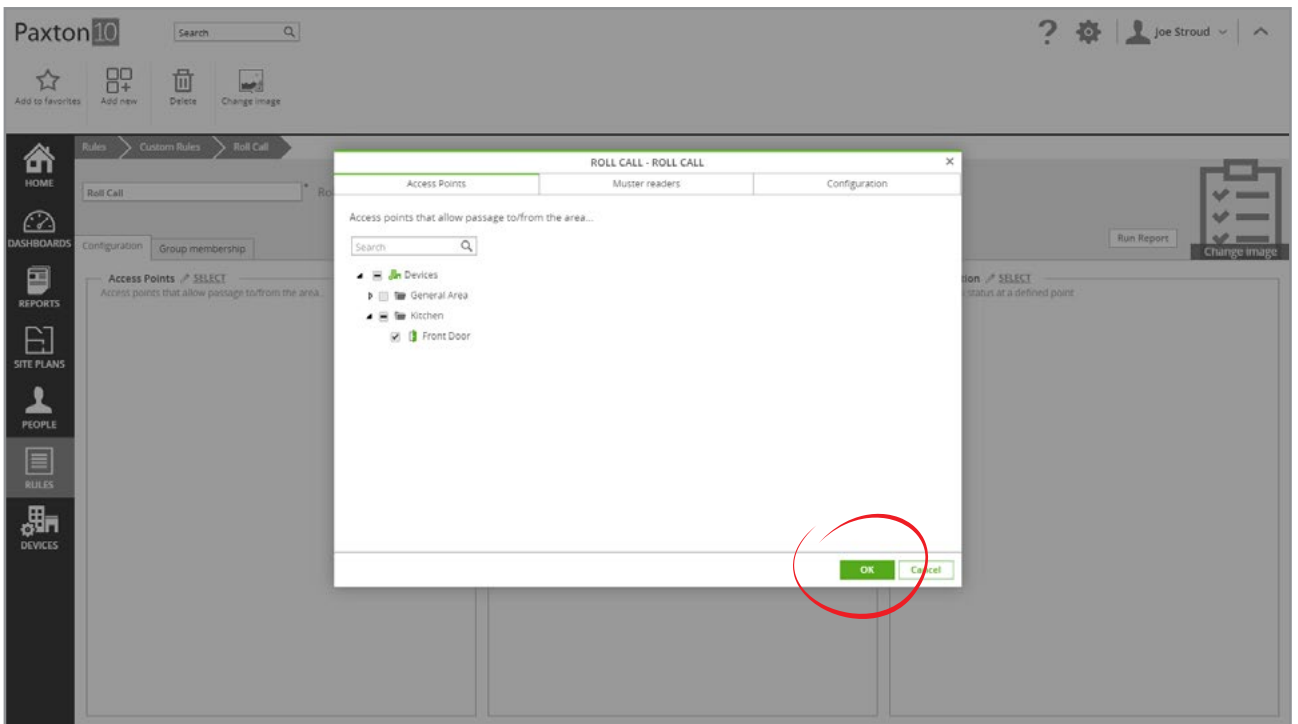 Paxton10
Search
Joe Stroud
Add to favorites
Add new
Delete
Change image
HOME
DASHBOARDS
REPORTS
SITE PLANS
PEOPLE
RULES
DEVICES
Rules
Custom Rules
Roll Call
Roll Call
* Ro
Run Report
Change image
Configuration
Group membership
Access Points SELECT
Access points that allow passage to/from the area.
tion SELECT
status at a defined point
ROLL CALL - ROLL CALL
Access Points
Muster readers
Configuration
Access points that allow passage to/from the area...
Search
Devices
General Area
Kitchen
Front Door
OK
Cancel